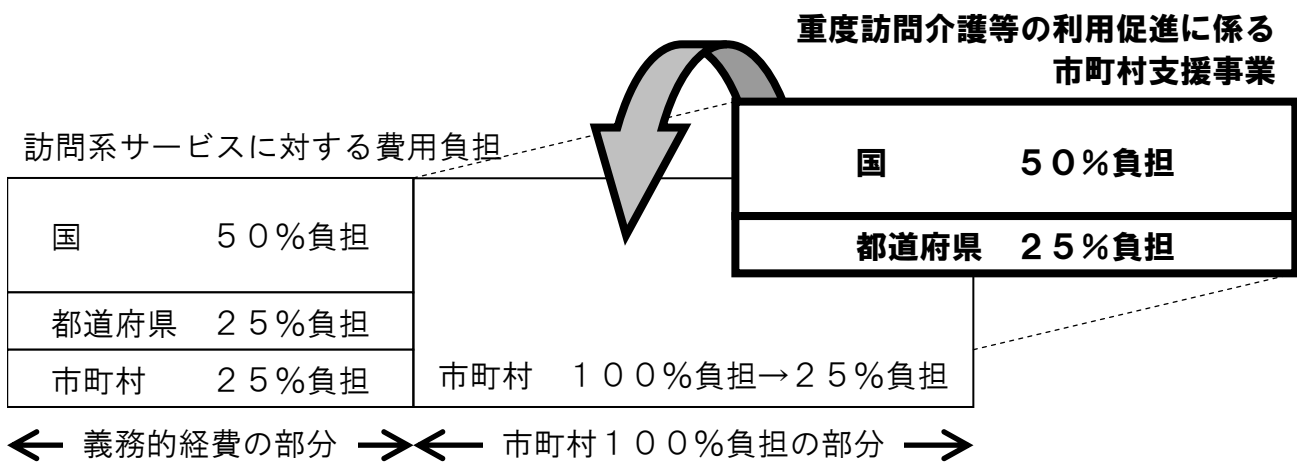 重度訪問介護等の利用促進に係る
市町村支援事業
訪問系サービスに対する費用負担
国 ５０％負担
都道府県 ２５％負担
国 ５０％負担
都道府県 ２５％負担
市町村 ２５％負担
市町村 １００％負担→２５％負担
義務的経費の部分
市町村１００％負担の部分